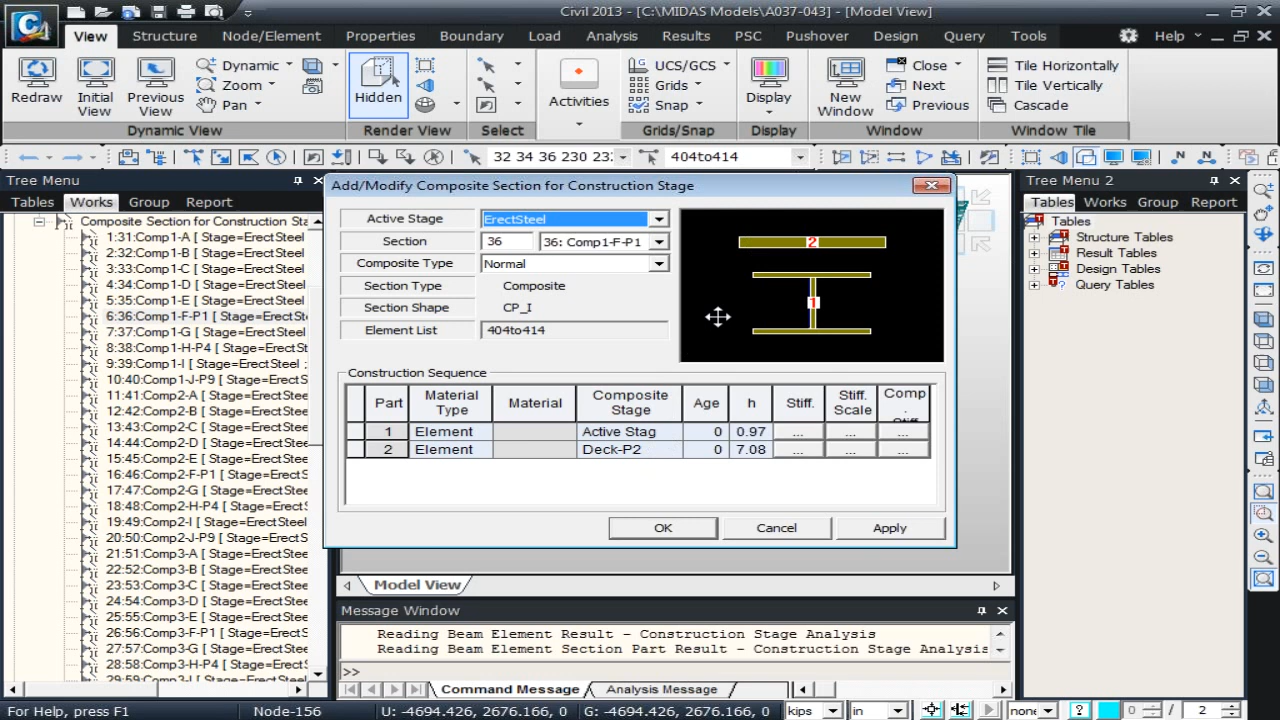 Civil 2013 - [C:\MIDAS Models\A037-043] - [Model View]
View Structure Node/Element Properties Boundary Load Analysis Results PSC Pushover Design Query Tools Help
Redraw
Initial View
Previous View
Dynamic
Zoom
Pan
Hidden
Activities
UCS/GCS
Grids
Snap
Display
New Window
Close
Next
Previous
Tile Horizontally
Tile Vertically
Cascade
Dynamic View Render View Select Grids/Snap Display Window Window Tile
32 34 36 230 23 404to414
Tree Menu
Tables Works Group Report
Composite Section for Construction Sta
1:31:Comp1-A [ Stage=ErectSteel
2:32:Comp1-B [ Stage=ErectSteel
3:33:Comp1-C [ Stage=ErectSteel
4:34:Comp1-D [ Stage=ErectSteel
5:35:Comp1-E [ Stage=ErectSteel
6:36:Comp1-F-P1 [ Stage=ErectS
7:37:Comp1-G [ Stage=ErectStee
8:38:Comp1-H-P4 [ Stage=ErectS
9:39:Comp1-I [ Stage=ErectSteel
10:40:Comp1-J-P9 [ Stage=Erect
11:41:Comp2-A [ Stage=ErectStee
12:42:Comp2-B [ Stage=ErectStee
13:43:Comp2-C [ Stage=ErectStee
14:44:Comp2-D [ Stage=ErectStee
15:45:Comp2-E [ Stage=ErectStee
16:46:Comp2-F-P1 [ Stage=Erect
17:47:Comp2-G [ Stage=ErectStee
18:48:Comp2-H-P4 [ Stage=Erect
19:49:Comp2-I [ Stage=ErectStee
20:50:Comp2-J-P9 [ Stage=Erect
21:51:Comp3-A [ Stage=ErectStee
22:53:Comp3-B [ Stage=ErectStee
23:53:Comp3-C [ Stage=ErectStee
24:54:Comp3-D [ Stage=ErectStee
25:55:Comp3-E [ Stage=ErectStee
26:56:Comp3-F-P1 [ Stage=Erect
27:57:Comp3-G [ Stage=ErectStee
28:58:Comp3-H-P4 [ Stage=Erect
29:59:Comp3-I [ Stage=ErectStee
Add/Modify Composite Section for Construction Stage
Active Stage ErectSteel
Section 36 36: Comp1-F-P1
Composite Type Normal
Section Type Composite
Section Shape CP_I
Element List 404to414
2
1
Construction Sequence
Part Material Type Material Composite Stage Age h Stiff. Stiff. Scale Comp.
1 Element Active Stag 0 0.97 ... ... ...
2 Element Deck-P2 0 7.08 ... ... ...
OK Cancel Apply
Model View
Message Window
Reading Beam Element Result - Construction Stage Analysis
Reading Beam Element Section Part Result - Construction Stage Analysis
>>
Command Message Analysis Message
Tree Menu 2
Tables Works Group Report
Tables
Structure Tables
Result Tables
Design Tables
Query Tables
For Help, press F1 Node-156 U: -4694.426, 2676.166, 0 G: -4694.426, 2676.166, 0 kips in none ? 0 / 2